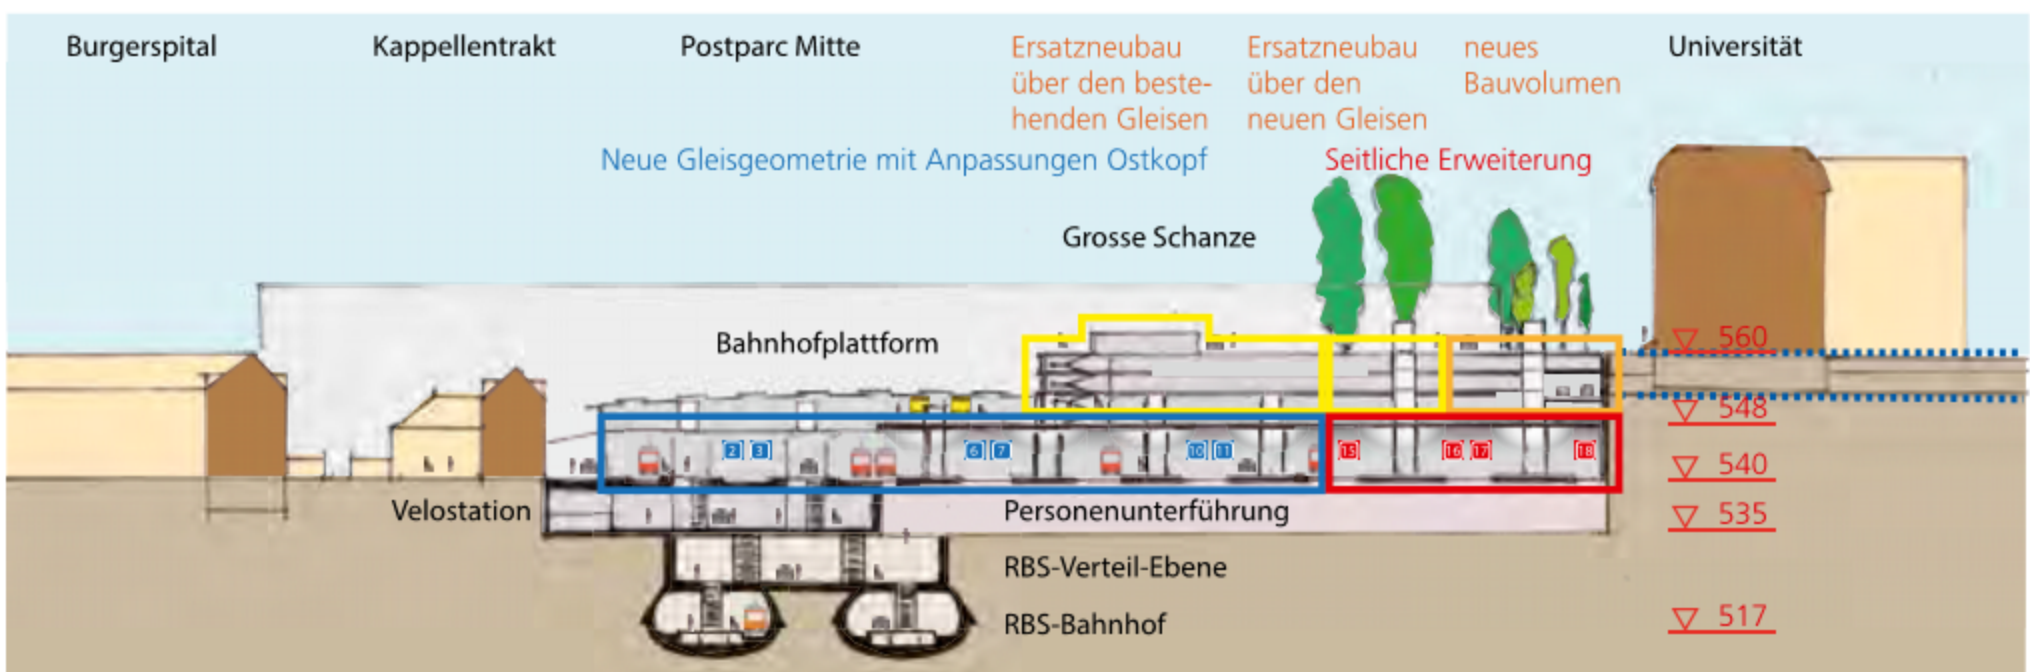 Burgerspital
Kappellentrakt
Postparc Mitte
Ersatzneubau
über den beste-
henden Gleisen
Ersatzneubau
über den
neuen Gleisen
neues
Bauvolumen
Universität
Neue Gleisgeometrie mit Anpassungen Ostkopf
Seitliche Erweiterung
Grosse Schanze
Bahnhofplattform
560
548
2 3
6 7
10 11
15
16 17
18
540
Velostation
Personenunterführung
535
RBS-Verteil-Ebene
RBS-Bahnhof
517